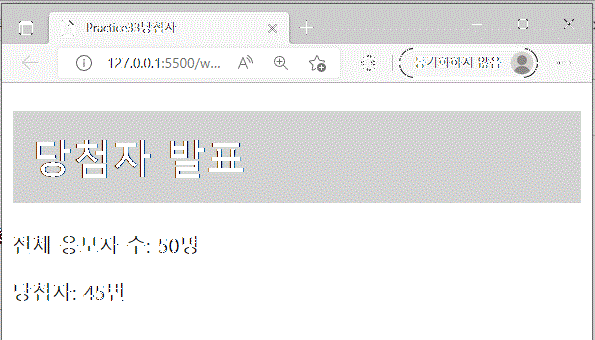 Practice33당첨자
127.0.0.1:5500/w...
동기화하지 않음
당첨자 발표
전체 응모자 수: 50명
당첨자: 45번